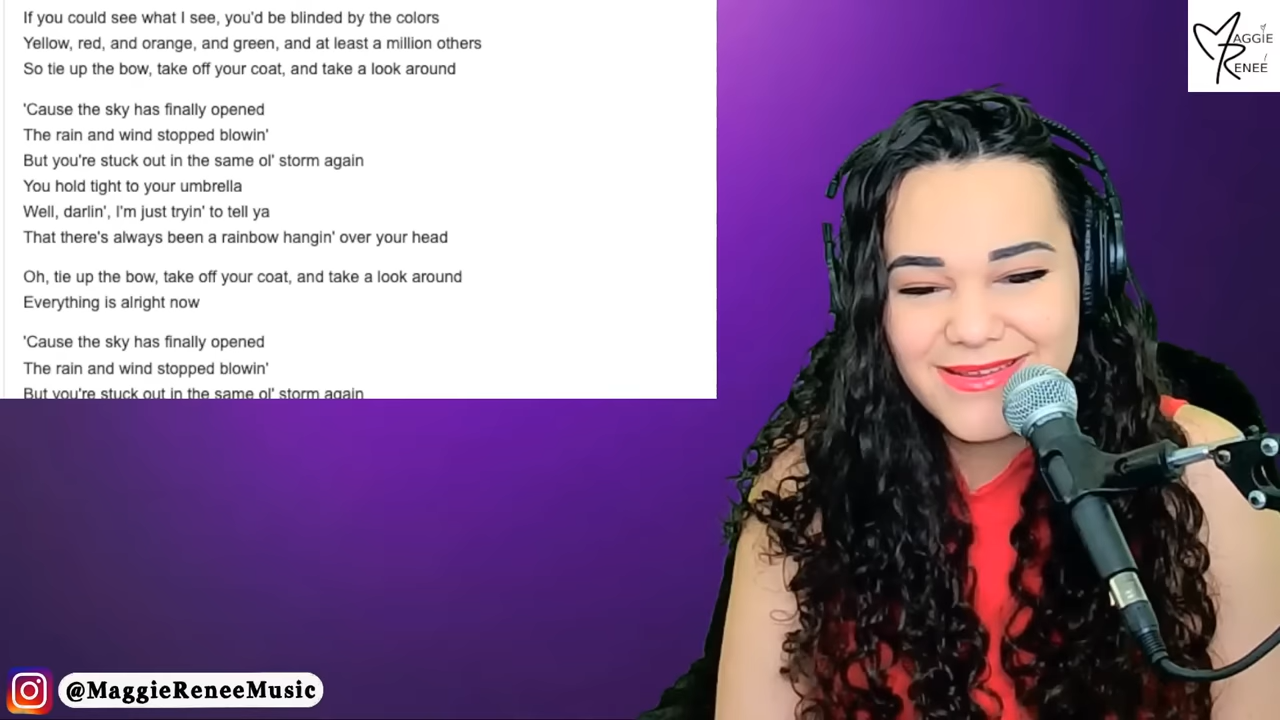 If you could see what I see, you'd be blinded by the colors
Yellow, red, and orange, and green, and at least a million others
So tie up the bow, take off your coat, and take a look around
'Cause the sky has finally opened
The rain and wind stopped blowin'
But you're stuck out in the same ol' storm again
You hold tight to your umbrella
Well, darlin', I'm just tryin' to tell ya
That there's always been a rainbow hangin' over your head
Oh, tie up the bow, take off your coat, and take a look around
Everything is alright now
'Cause the sky has finally opened
The rain and wind stopped blowin'
But you're stuck out in the same ol' storm again
MAGGIE
RENEE
@MaggieReneeMusic